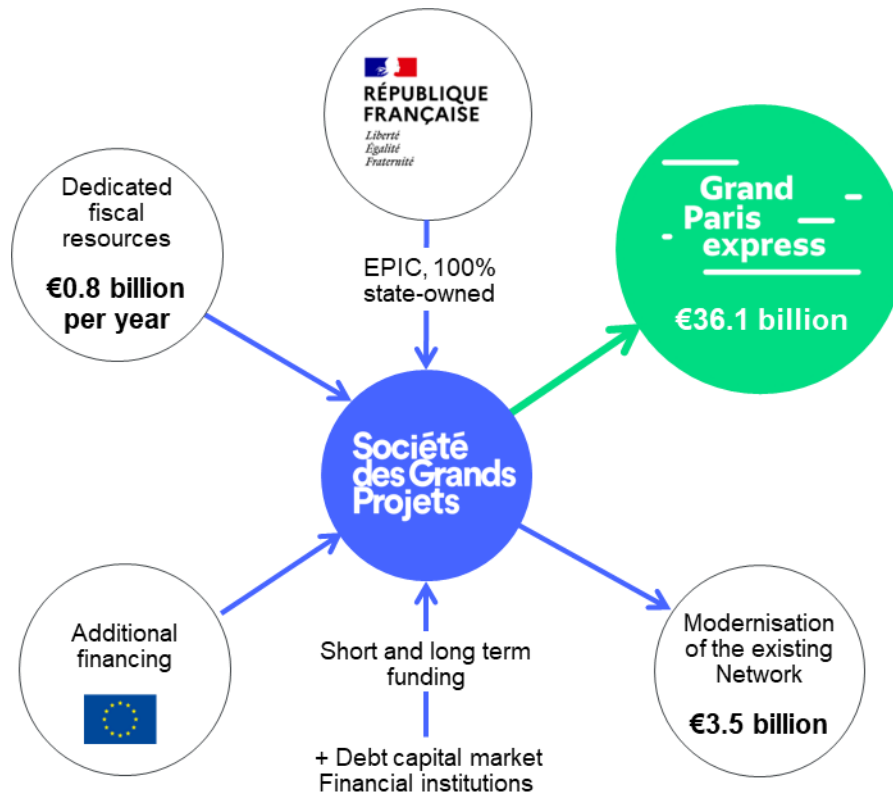 RÉPUBLIQUE
FRANÇAISE
Liberté
Égalité
Fraternité
Dedicated
fiscal
resources
€0.8 billion
per year
EPIC, 100%
state-owned
Grand
Paris
express
€36.1 billion
Société
des Grands
Projets
Additional
financing
Short and long term
funding
+ Debt capital market
Financial institutions
Modernisation
of the existing
Network
€3.5 billion